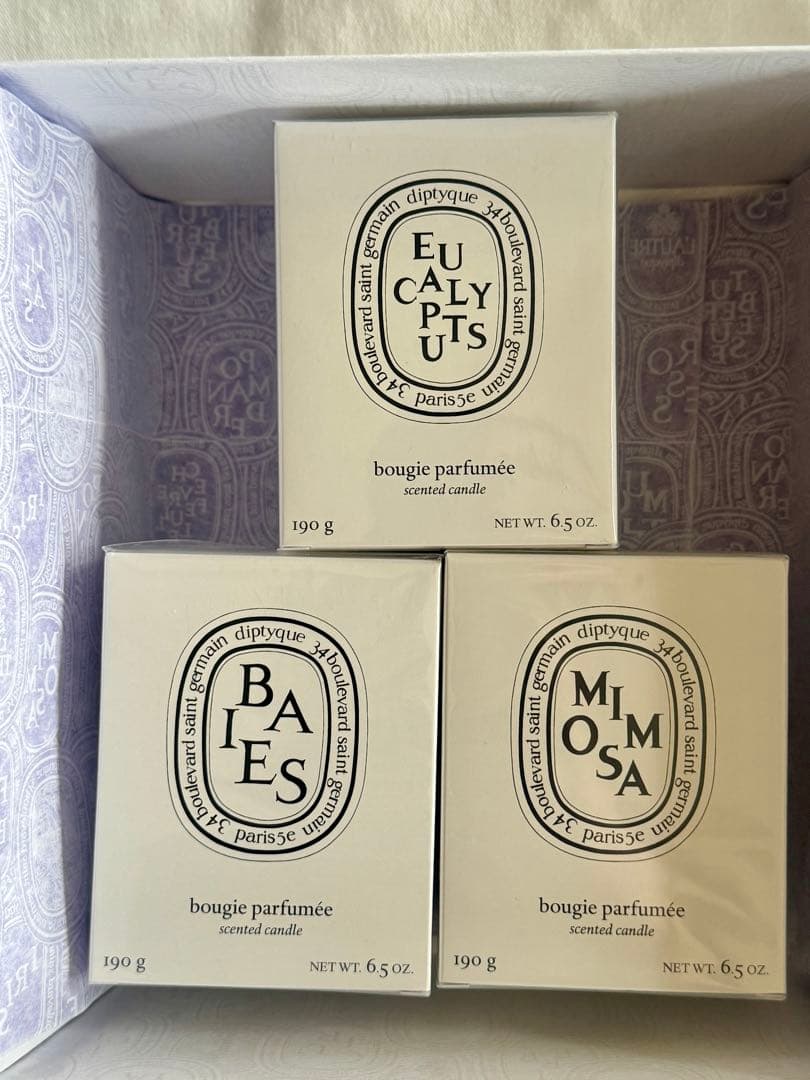 diptyque 34 boulevard saint germain paris 5e 34 boulevard saint germain
EU
CALY
P
UTS
bougie parfumée
scented candle
190 g NET WT. 6.5 OZ.
diptyque 34 boulevard saint germain paris 5e 34 boulevard saint germain
BA
IES
bougie parfumée
scented candle
190 g NET WT. 6.5 OZ.
diptyque 34 boulevard saint germain paris 5e 34 boulevard saint germain
MIM
OSA
bougie parfumée
scented candle
190 g NET WT. 6.5 OZ.